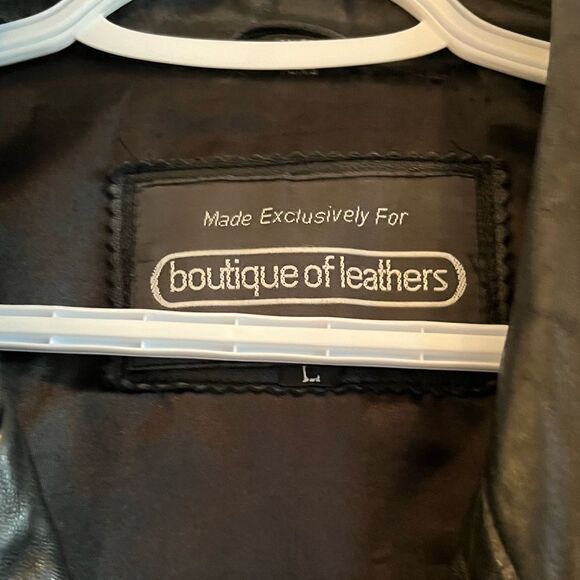 Made Exclusively For
boutique of leathers
L